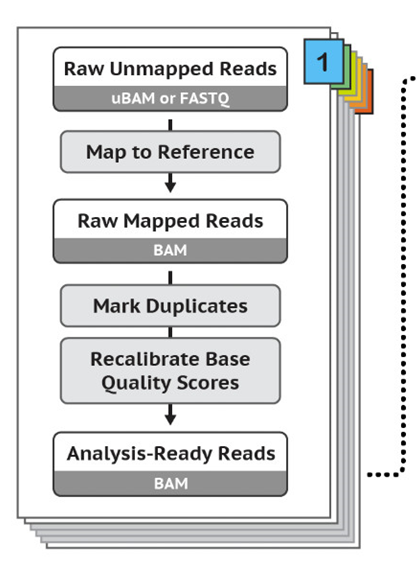 1
Raw Unmapped Reads
uBAM or FASTQ
Map to Reference
Raw Mapped Reads
BAM
Mark Duplicates
Recalibrate Base
Quality Scores
Analysis-Ready Reads
BAM